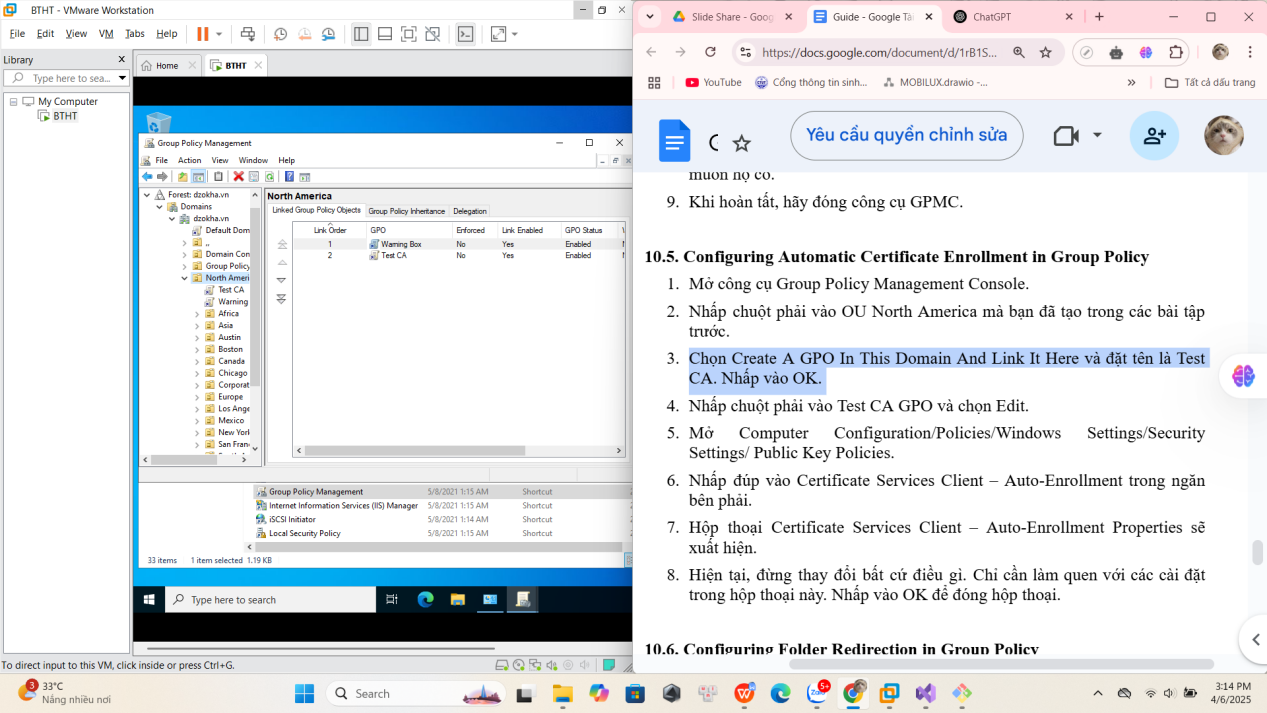 BTHT - VMware Workstation
File Edit View VM Tabs Help
Library
Type here to sea...
My Computer
BTHT
Home
BTHT
Group Policy Management
File Action View Window Help
Forest: dzokha.vn
Domains
dzokha.vn
Default Dom
..
Domain Con
Group Policy
North Ameri
Test CA
Warning
Africa
Asia
Austin
Boston
Canada
Chicago
Corporat
Europe
Los Ange
Mexico
New York
San Fran
North America
Linked Group Policy Objects Group Policy Inheritance Delegation
Link Order GPO Enforced Link Enabled GPO Status
1 Warning Box No Yes Enabled
2 Test CA No Yes Enabled
Group Policy Management 5/8/2021 1:15 AM Shortcut
Internet Information Services (IIS) Manager 5/8/2021 1:15 AM Shortcut
iSCSI Initiator 5/8/2021 1:14 AM Shortcut
Local Security Policy 5/8/2021 1:15 AM Shortcut
33 items 1 item selected 1.19 KB
Type here to search
To direct input to this VM, click inside or press Ctrl+G.
Slide Share - Goog
Guide - Google Tà
ChatGPT
https://docs.google.com/document/d/1rB1S...
YouTube
Cổng thông tin sinh...
MOBILUX.drawio -...
Tất cả dấu trang
Yêu cầu quyền chỉnh sửa
muốn họ có.
9. Khi hoàn tất, hãy đóng công cụ GPMC.
10.5. Configuring Automatic Certificate Enrollment in Group Policy
1. Mở công cụ Group Policy Management Console.
2. Nhấp chuột phải vào OU North America mà bạn đã tạo trong các bài tập
trước.
3. Chọn Create A GPO In This Domain And Link It Here và đặt tên là Test
CA. Nhấp vào OK.
4. Nhấp chuột phải vào Test CA GPO và chọn Edit.
5. Mở Computer Configuration/Policies/Windows Settings/Security
Settings/ Public Key Policies.
6. Nhấp đúp vào Certificate Services Client – Auto-Enrollment trong ngăn
bên phải.
7. Hộp thoại Certificate Services Client – Auto-Enrollment Properties sẽ
xuất hiện.
8. Hiện tại, đừng thay đổi bất cứ điều gì. Chỉ cần làm quen với các cài đặt
trong hộp thoại này. Nhấp vào OK để đóng hộp thoại.
10.6. Configuring Folder Redirection in Group Policy
3
33°C
Nắng nhiều nơi
Search
Zalo
5+
3:14 PM
4/6/2025